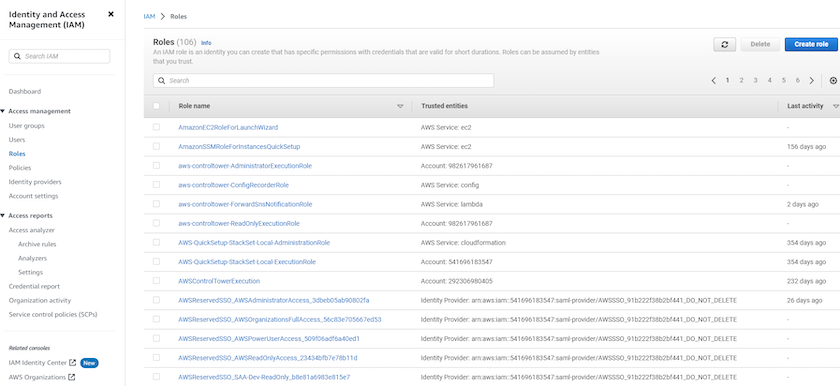 Identity and Access
Management (IAM)
Search IAM
Dashboard
Access management
User groups
Users
Roles
Policies
Identity providers
Account settings
Access reports
Access analyzer
Archive rules
Analyzers
Settings
Credential report
Organization activity
Service control policies (SCPs)
Related consoles
IAM Identity Center New
AWS Organizations
IAM > Roles
Roles (106) Info
An IAM role is an identity you can create that has specific permissions with credentials that are valid for short durations. Roles can be assumed by entities
that you trust.
Delete Create role
Search
1 2 3 4 5 6
Role name Trusted entities Last activity
AmazonEC2RoleForLaunchWizard AWS Service: ec2 -
AmazonSSMRoleForInstancesQuickSetup AWS Service: ec2 156 days ago
aws-controltower-AdministratorExecutionRole Account: 982617961687 -
aws-controltower-ConfigRecorderRole AWS Service: config -
aws-controltower-ForwardSnsNotificationRole AWS Service: lambda 2 days ago
aws-controltower-ReadOnlyExecutionRole Account: 982617961687 -
AWS-QuickSetup-StackSet-Local-AdministrationRole AWS Service: cloudformation 354 days ago
AWS-QuickSetup-StackSet-Local-ExecutionRole Account: 541696183547 354 days ago
AWSControlTowerExecution Account: 292306980405 232 days ago
AWSReservedSSO_AWSAdministratorAccess_3dbeb05ab90802fa Identity Provider: arn:aws:iam::541696183547:saml-provider/AWSSSO_91b222f38b2bf441_DO_NOT_DELETE 26 days ago
AWSReservedSSO_AWSOrganizationsFullAccess_56c83e705667ed53 Identity Provider: arn:aws:iam::541696183547:saml-provider/AWSSSO_91b222f38b2bf441_DO_NOT_DELETE -
AWSReservedSSO_AWSPowerUserAccess_509f06adf6a40ed1 Identity Provider: arn:aws:iam::541696183547:saml-provider/AWSSSO_91b222f38b2bf441_DO_NOT_DELETE -
AWSReservedSSO_AWSReadOnlyAccess_23434bfb7e78b11d Identity Provider: arn:aws:iam::541696183547:saml-provider/AWSSSO_91b222f38b2bf441_DO_NOT_DELETE -
AWSReservedSSO_SAA-Dev-ReadOnly_b8e81a6983e815e7 Identity Provider: arn:aws:iam::541696183547:saml-provider/AWSSSO_91b222f38b2bf441_DO_NOT_DELETE -